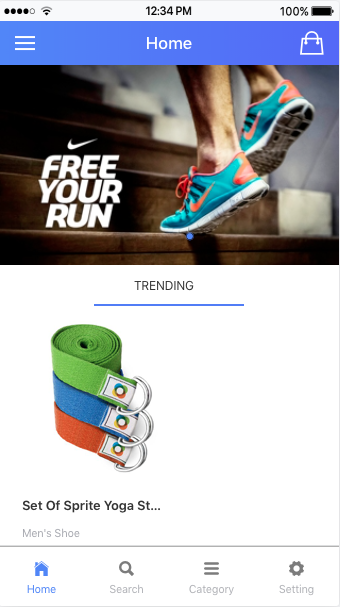 12:34 PM
100%
Home
FREE
YOUR
RUN
TRENDING
Set Of Sprite Yoga St...
Men's Shoe
Home
Search
Category
Setting